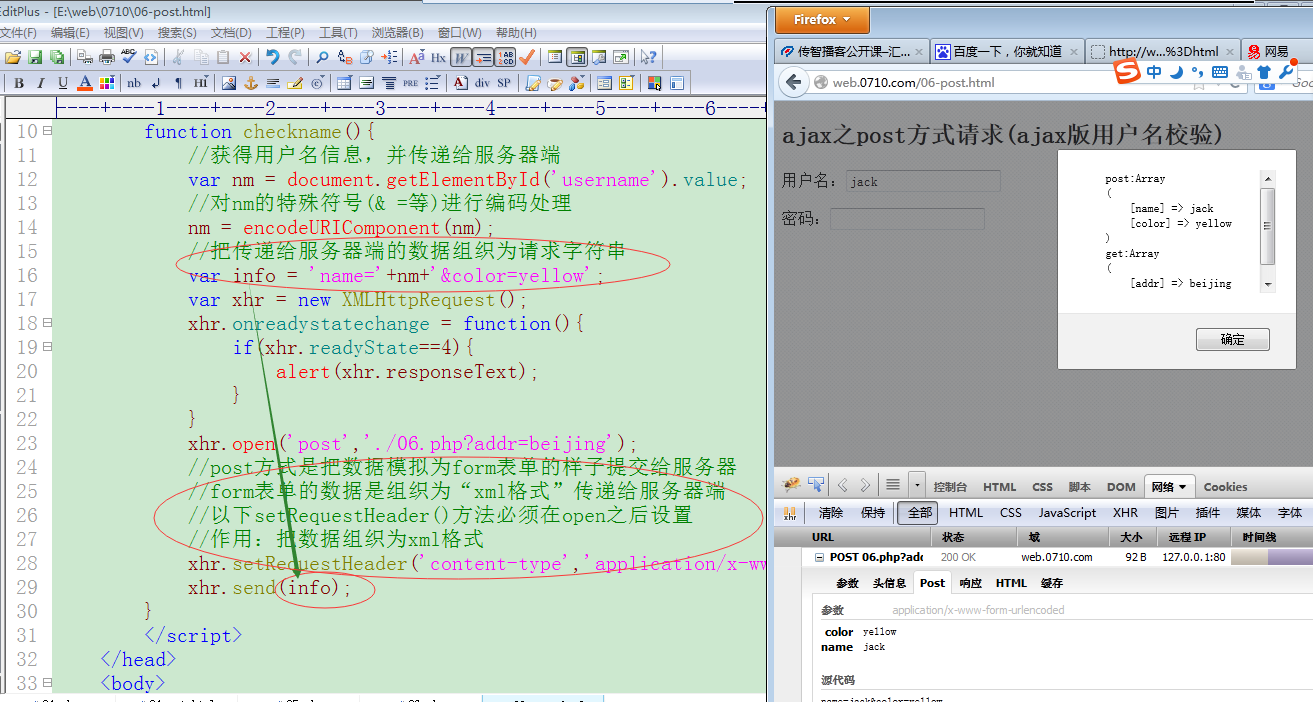 EditPlus - [E:\web\0710\06-post.html]
文件(F) 编辑(E) 视图(V) 搜索(S) 文档(D) 工程(P) 工具(T) 浏览器(B) 窗口(W) 帮助(H)
B I U A nb Hi PRE A div SP
----+----1----+----2----+----3----+----4----+----5----+----6----+
10 function checkname(){
11 //获得用户名信息，并传递给服务器端
12 var nm = document.getElementById('username').value;
13 //对nm的特殊符号(& =等)进行编码处理
14 nm = encodeURIComponent(nm);
15 //把传递给服务器端的数据组织为请求字符串
16 var info = 'name='+nm+'&color=yellow';
17 var xhr = new XMLHttpRequest();
18 xhr.onreadystatechange = function(){
19 if(xhr.readyState==4){
20 alert(xhr.responseText);
21 }
22 }
23 xhr.open('post','./06.php?addr=beijing');
24 //post方式是把数据模拟为form表单的样子提交给服务器
25 //form表单的数据是组织为“xml格式”传递给服务器端
26 //以下setRequestHeader()方法必须在open之后设置
27 //作用：把数据组织为xml格式
28 xhr.setRequestHeader('content-type','application/x-ww
29 xhr.send(info);
30 }
31 </script>
32 </head>
33 <body>
Firefox
传智播客公开课-汇... × 百度一下，你就知道 × http://w...%3Dhtml × 网易
中
web.0710.com/06-post.html
ajax之post方式请求(ajax版用户名校验)
用户名： jack
密码：
post:Array
(
[name] => jack
[color] => yellow
)
get:Array
(
[addr] => beijing
确定
控制台 HTML CSS 脚本 DOM 网络 Cookies
清除 保持 全部 HTML CSS JavaScript XHR 图片 插件 媒体 字体
URL 状态 域 大小 远程 IP 时间线
POST 06.php?add 200 OK web.0710.com 92 B 127.0.0.1:80
参数 头信息 Post 响应 HTML 缓存
参数 application/x-www-form-urlencoded
color yellow
name jack
源代码
name=jack&color=yellow